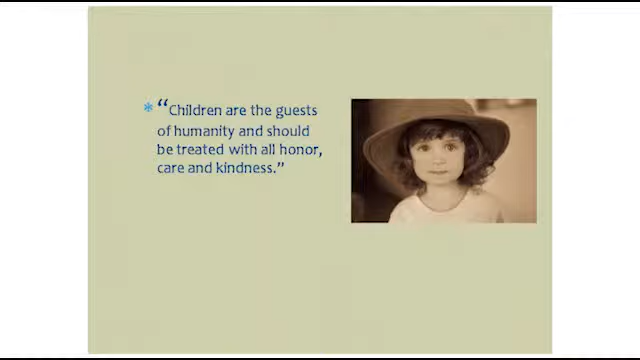 * “Children are the guests
of humanity and should
be treated with all honor,
care and kindness.”